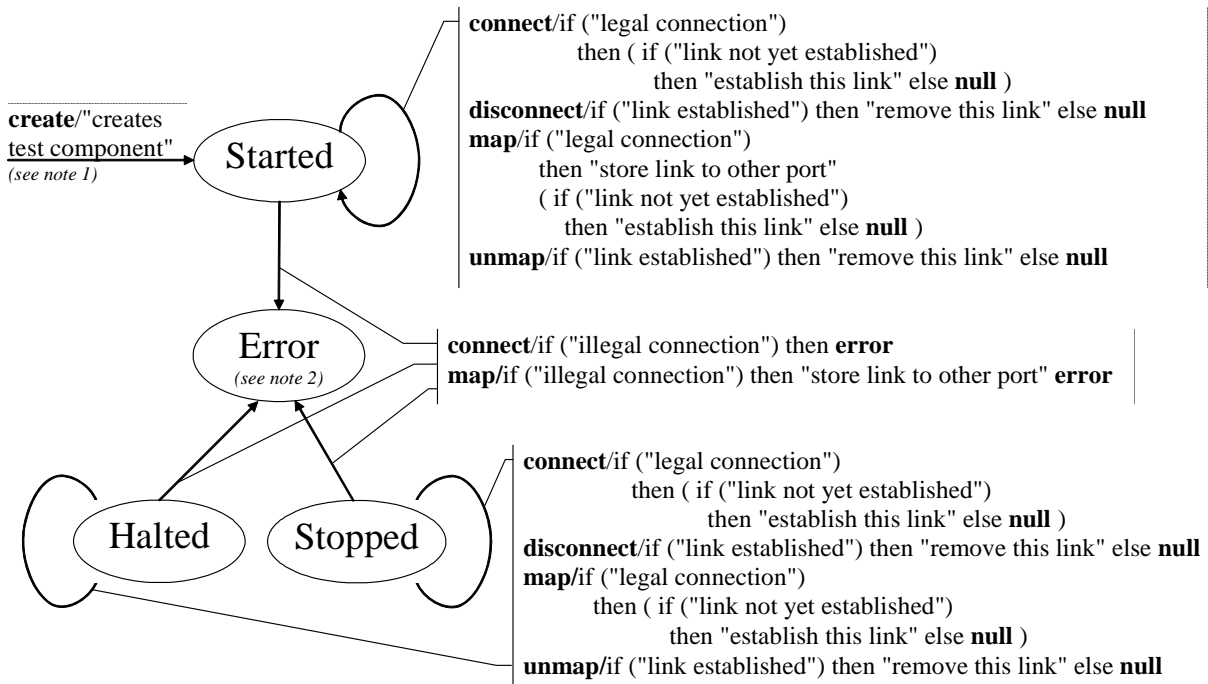 connect/if ("legal connection")
then ( if ("link not yet established")
then "establish this link" else null )
disconnect/if ("link established") then "remove this link" else null
map/if ("legal connection")
then "store link to other port"
( if ("link not yet established")
then "establish this link" else null )
unmap/if ("link established") then "remove this link" else null
create/"creates
test component"
(see note 1)
Started
Error
(see note 2)
connect/if ("illegal connection") then error
map/if ("illegal connection") then "store link to other port" error
Halted
Stopped
connect/if ("legal connection")
then ( if ("link not yet established")
then "establish this link" else null )
disconnect/if ("link established") then "remove this link" else null
map/if ("legal connection")
then ( if ("link not yet established")
then "establish this link" else null )
unmap/if ("link established") then "remove this link" else null